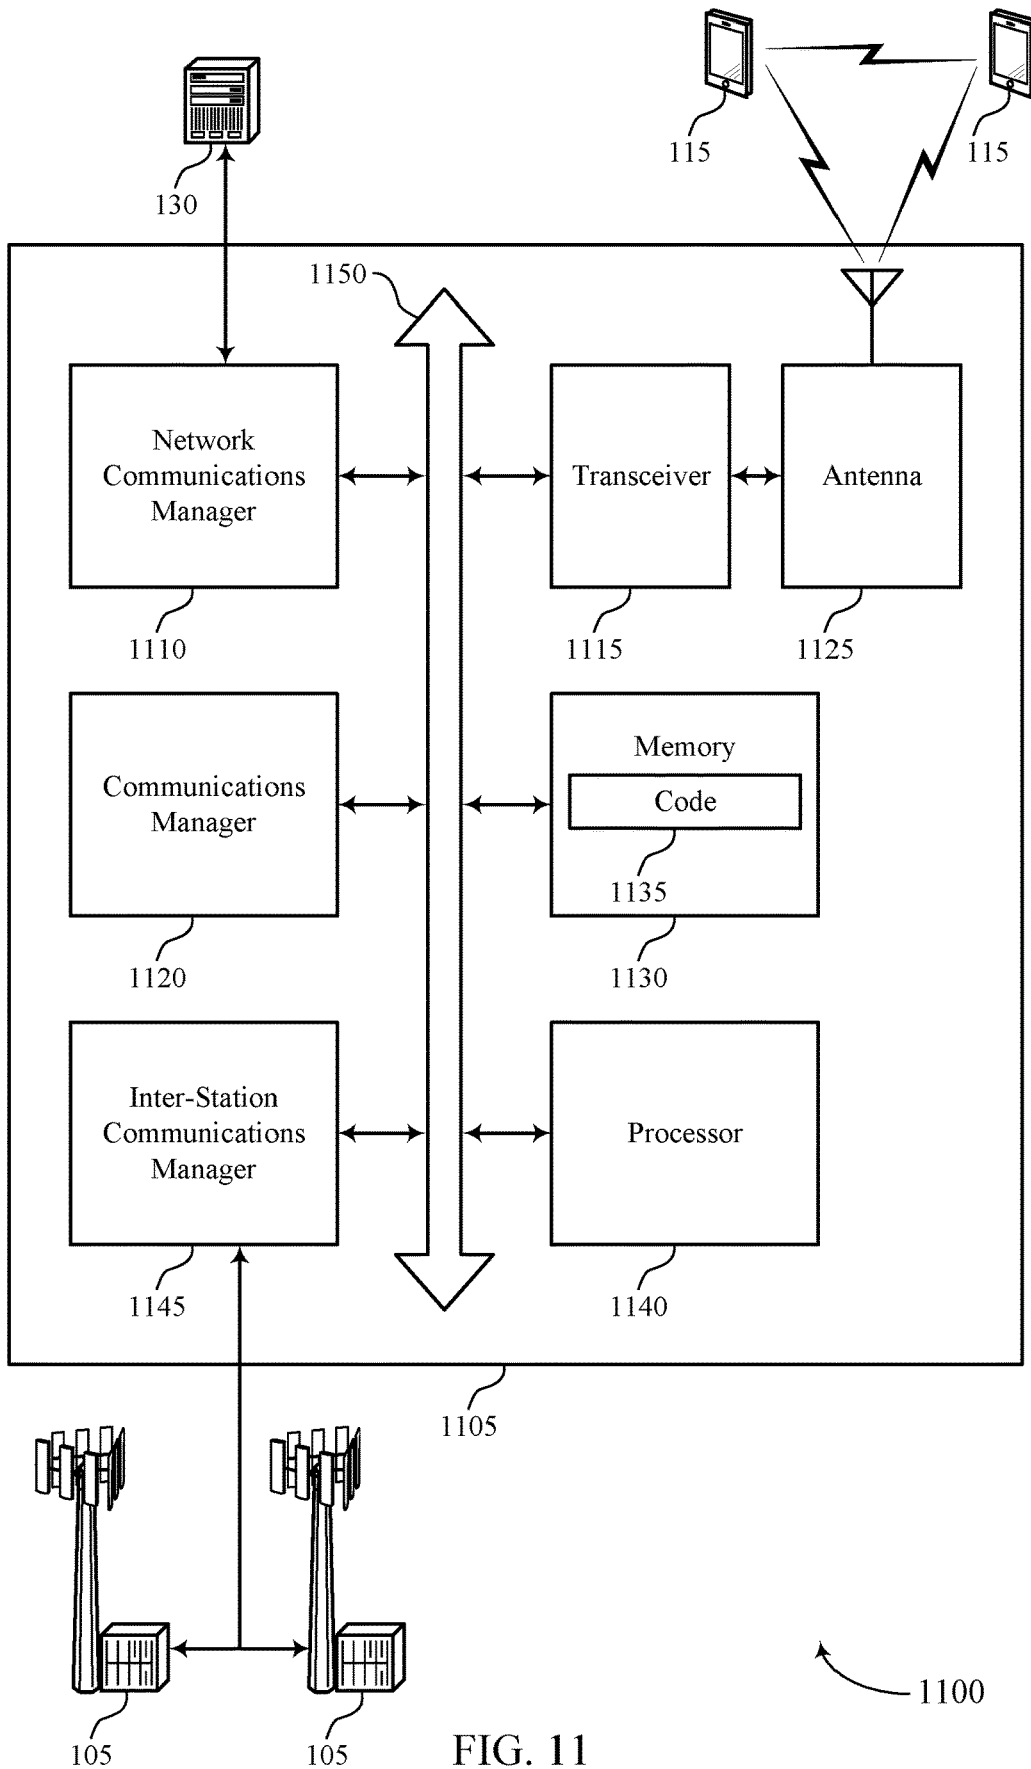 115
115
130
1150
Network
Communications
Manager
Transceiver
Antenna
1110
1115
1125
Communications
Manager
Memory
Code
1135
1120
1130
Inter-Station
Communications
Manager
Processor
1145
1140
1105
1100
105
105
FIG. 11